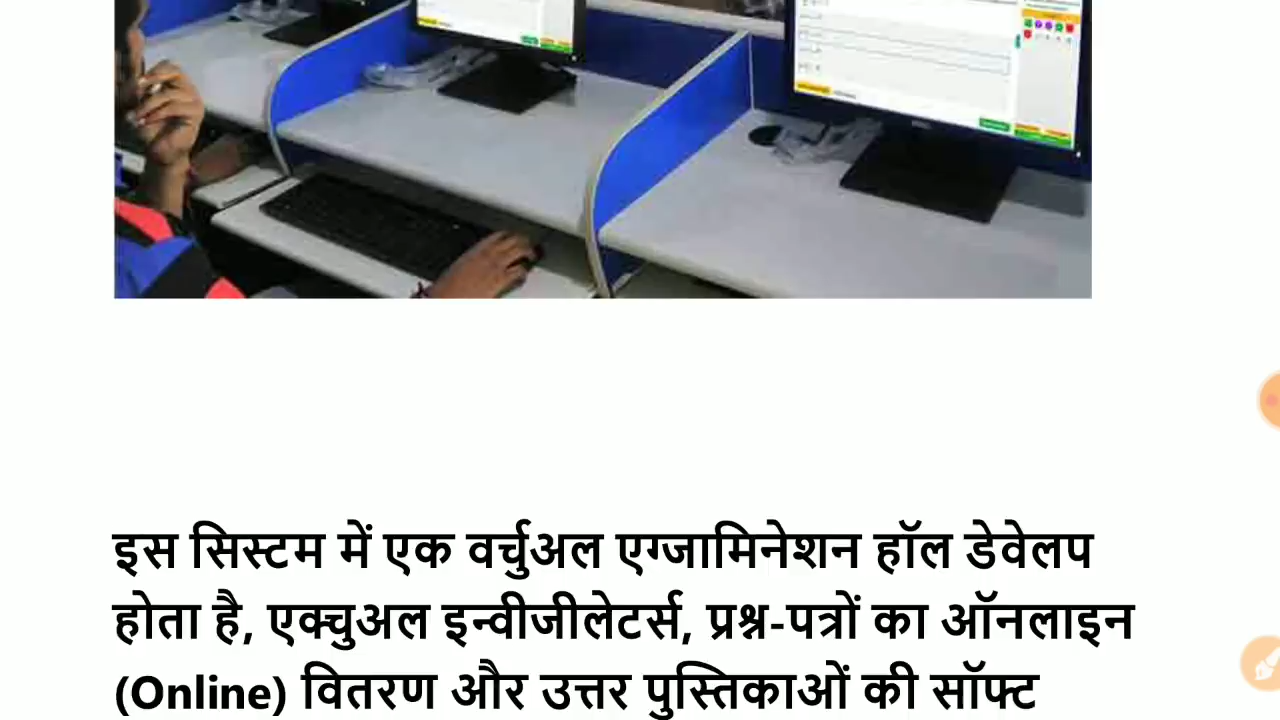 इस सिस्टम में एक वर्चुअल एग्जामिनेशन हॉल डेवेलप
होता है, एक्चुअल इन्वीजीलेटर्स, प्रश्न-पत्रों का ऑनलाइन
(Online) वितरण और उत्तर पुस्तिकाओं की सॉफ्ट